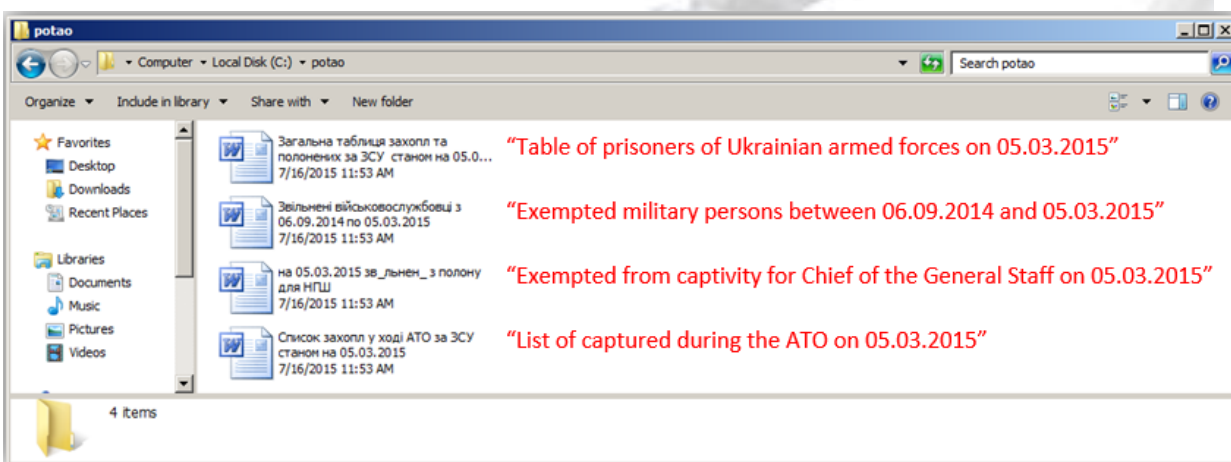 potao
Computer ▾ Local Disk (C:) ▾ potao
Search potao
Organize ▾ Include in library ▾ Share with ▾ New folder
Favorites
Desktop
Downloads
Recent Places
Libraries
Documents
Music
Pictures
Videos
Загальна таблиця захопл та
полонених за ЗСУ станом на 05.0...
7/16/2015 11:53 AM
“Table of prisoners of Ukrainian armed forces on 05.03.2015”
Звільнені військовослужбовці з
06.09.2014 по 05.03.2015
7/16/2015 11:53 AM
“Exempted military persons between 06.09.2014 and 05.03.2015”
на 05.03.2015 зв_льнен_ з полону
для НГШ
7/16/2015 11:53 AM
“Exempted from captivity for Chief of the General Staff on 05.03.2015”
Список захопл у ході АТО за ЗСУ
станом на 05.03.2015
7/16/2015 11:53 AM
“List of captured during the ATO on 05.03.2015”
4 items